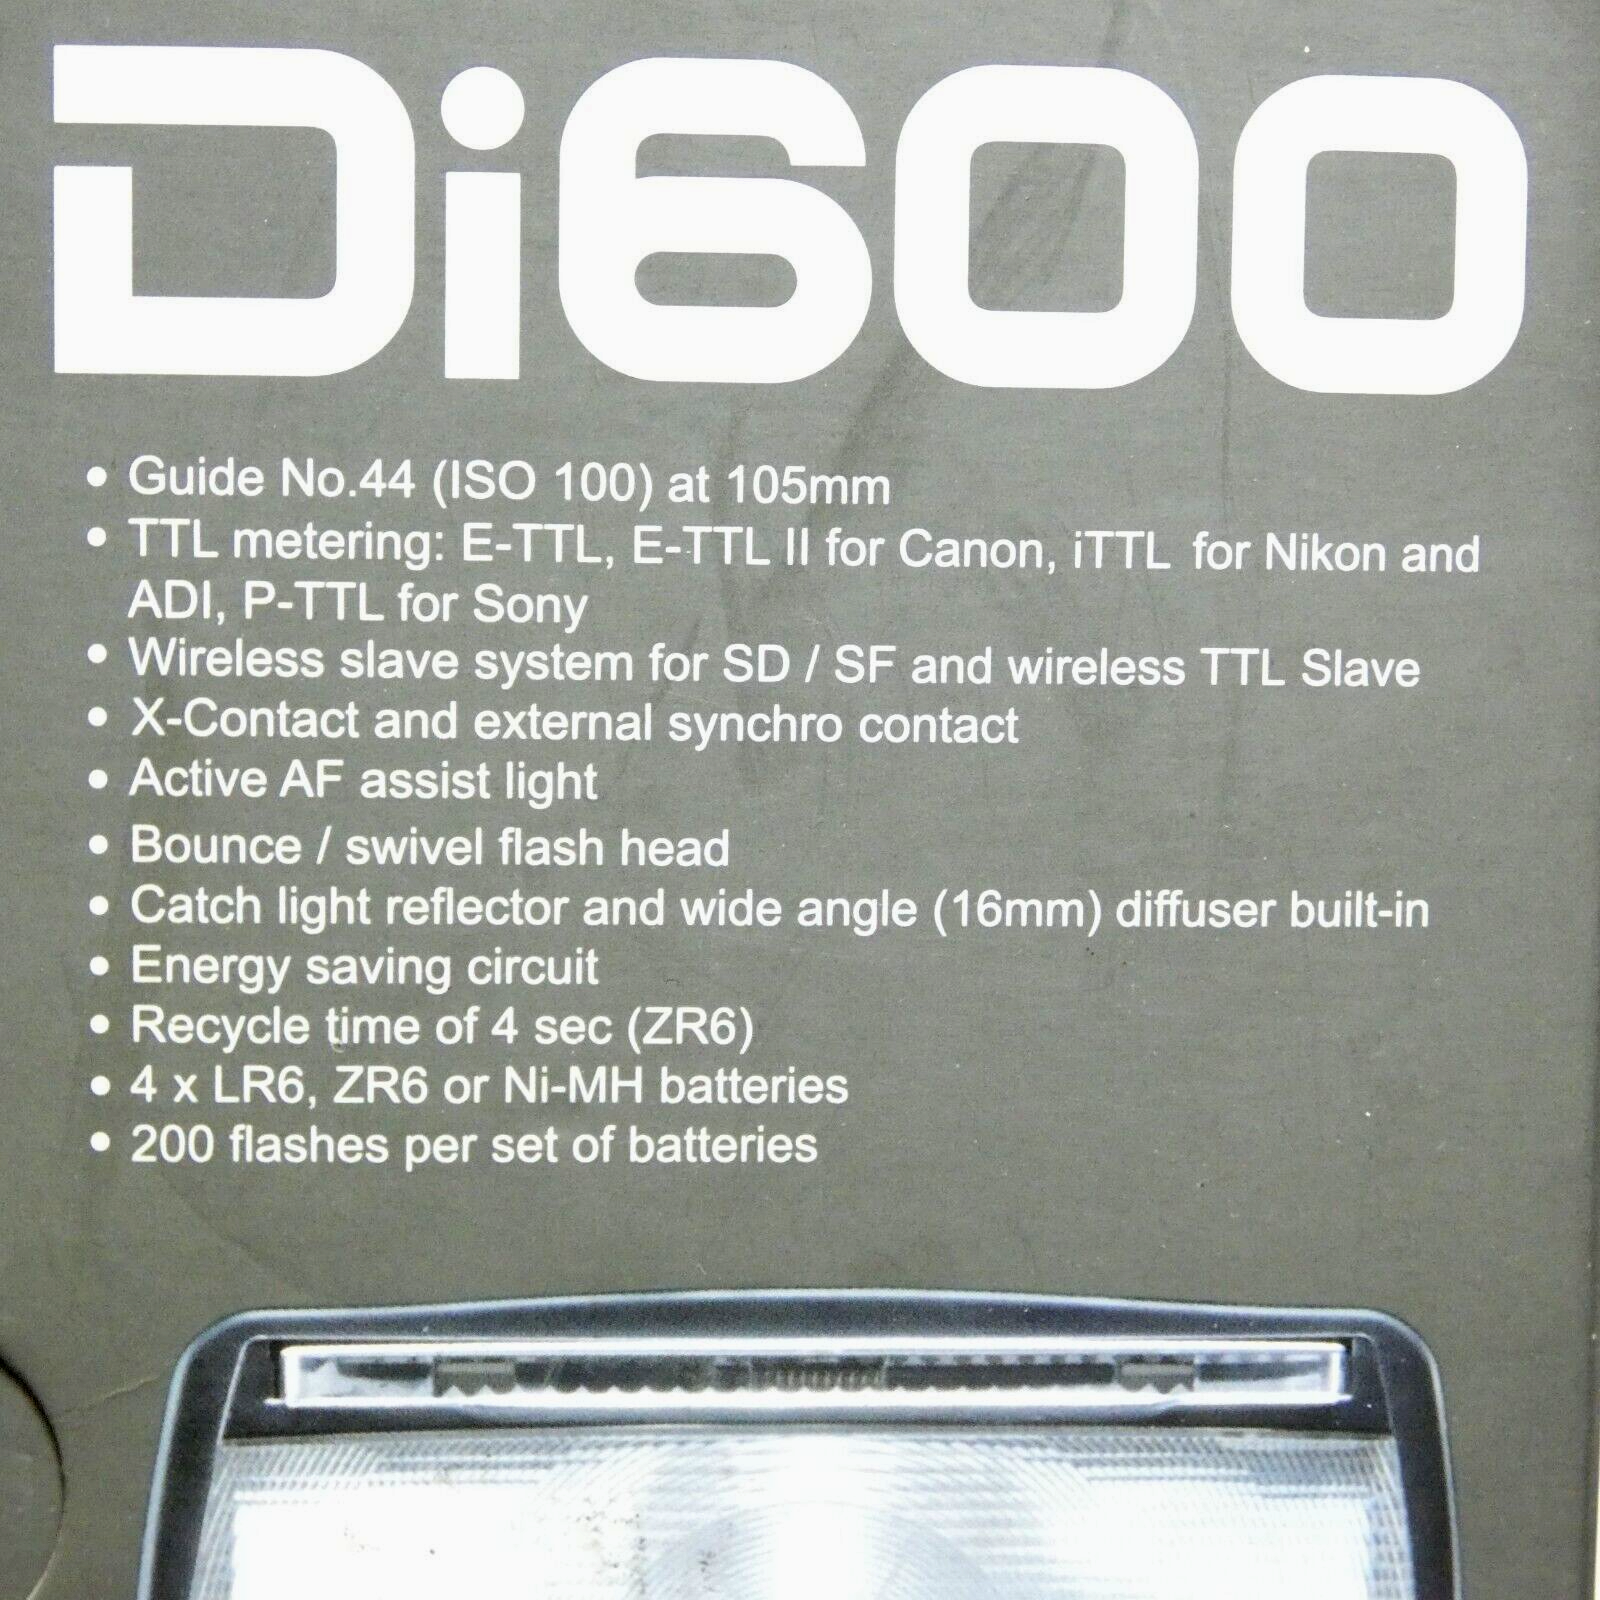 Di600
• Guide No.44 (ISO 100) at 105mm
• TTL metering: E-TTL, E-TTL II for Canon, iTTL for Nikon and
ADI, P-TTL for Sony
• Wireless slave system for SD / SF and wireless TTL Slave
• X-Contact and external synchro contact
• Active AF assist light
• Bounce / swivel flash head
• Catch light reflector and wide angle (16mm) diffuser built-in
• Energy saving circuit
• Recycle time of 4 sec (ZR6)
• 4 x LR6, ZR6 or Ni-MH batteries
• 200 flashes per set of batteries